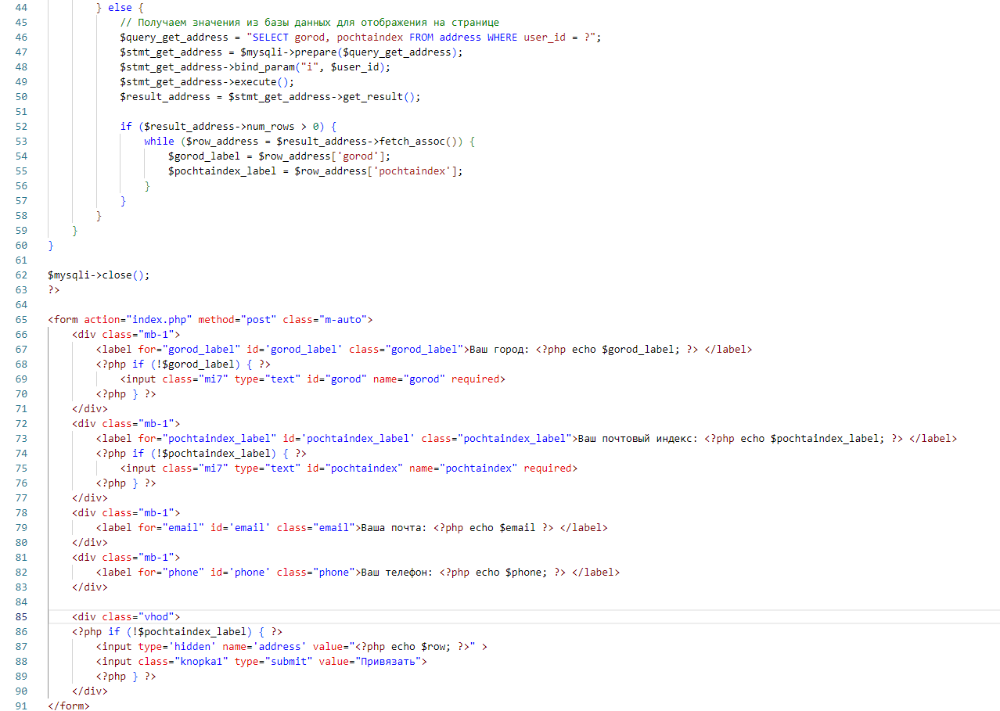 44 } else {
45 // Получаем значения из базы данных для отображения на странице
46 $query_get_address = "SELECT gorod, pochtaindex FROM address WHERE user_id = ?";
47 $stmt_get_address = $mysqli->prepare($query_get_address);
48 $stmt_get_address->bind_param("i", $user_id);
49 $stmt_get_address->execute();
50 $result_address = $stmt_get_address->get_result();
51
52 if ($result_address->num_rows > 0) {
53 while ($row_address = $result_address->fetch_assoc()) {
54 $gorod_label = $row_address['gorod'];
55 $pochtaindex_label = $row_address['pochtaindex'];
56 }
57 }
58 }
59 }
60 }
61
62 $mysqli->close();
63 ?>
64
65 <form action="index.php" method="post" class="m-auto">
66 <div class="mb-1">
67 <label for="gorod_label" id='gorod_label' class="gorod_label">Ваш город: <?php echo $gorod_label; ?> </label>
68 <?php if (!$gorod_label) { ?>
69 <input class="mi7" type="text" id="gorod" name="gorod" required>
70 <?php } ?>
71 </div>
72 <div class="mb-1">
73 <label for="pochtaindex_label" id='pochtaindex_label' class="pochtaindex_label">Ваш почтовый индекс: <?php echo $pochtaindex_label; ?> </label>
74 <?php if (!$pochtaindex_label) { ?>
75 <input class="mi7" type="text" id="pochtaindex" name="pochtaindex" required>
76 <?php } ?>
77 </div>
78 <div class="mb-1">
79 <label for="email" id='email' class="email">Ваша почта: <?php echo $email ?> </label>
80 </div>
81 <div class="mb-1">
82 <label for="phone" id='phone' class="phone">Ваш телефон: <?php echo $phone; ?> </label>
83 </div>
84
85 <div class="vhod">
86 <?php if (!$pochtaindex_label) { ?>
87 <input type='hidden' name='address' value="<?php echo $row; ?>" >
88 <input class="knopka1" type="submit" value="Привязать">
89 <?php } ?>
90 </div>
91 </form>